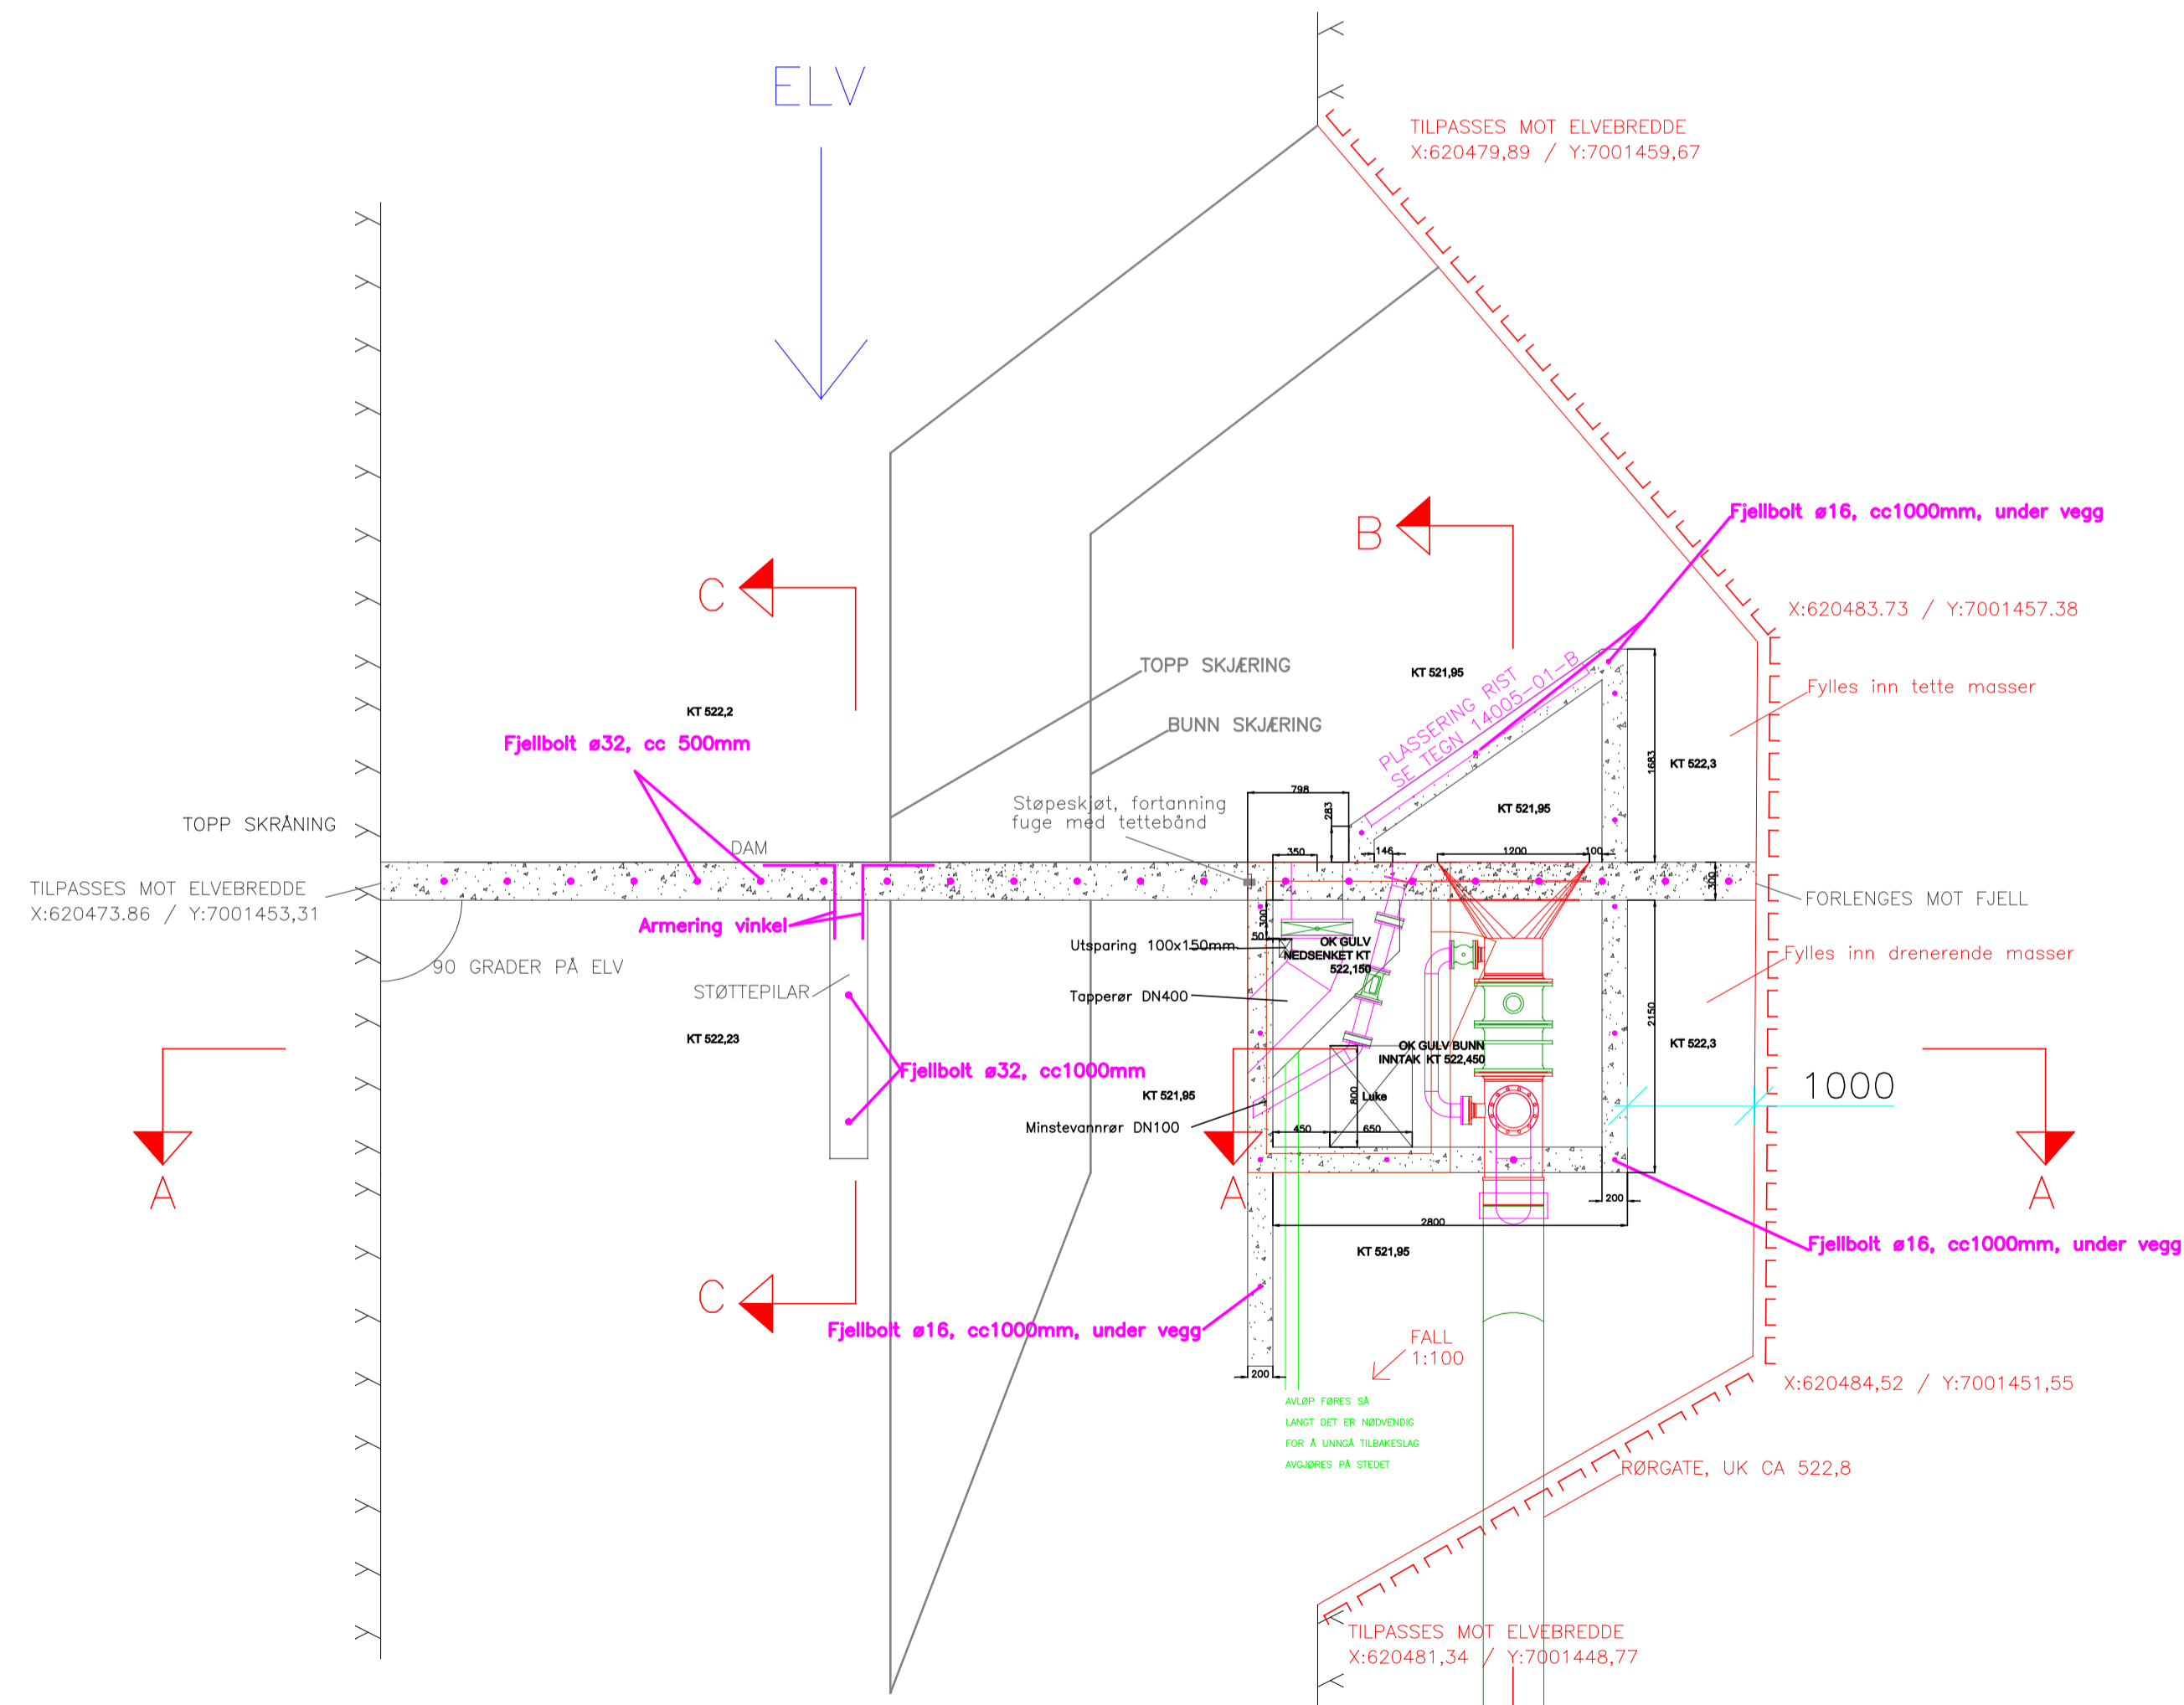 ELV
TILPASSES MOT ELVEBREDDE
X:620479,89 / Y:7001459,67
Fjellbolt ø16, cc1000mm, under vegg
B
C
X:620483.73 / Y:7001457.38
TOPP SKJÆRING
KT 521,95
PLASSERING RIST
SE TEGN 14005-01-B
Fylles inn tette masser
KT 522,2
BUNN SKJÆRING
Fjellbolt ø32, cc 500mm
1683
KT 522,3
798
Støpeskjøt, fortanning
fuge med tettebånd
283
KT 521,95
TOPP SKRÅNING
DAM
350
146
1200
100
TILPASSES MOT ELVEBREDDE
X:620473.86 / Y:7001453,31
300
FORLENGES MOT FJELL
Armering vinkel
300
50
Utsparing 100x150mm
OK GULV
NEDSENKET KT
522,150
Fylles inn drenerende masser
90 GRADER PÅ ELV
STØTTEPILAR
Tapperør DN400
2150
KT 522,23
OK GULV BUNN
INNTAK KT 522,450
KT 522,3
Fjellbolt ø32, cc1000mm
KT 521,95
800
Luke
1000
Minstevannrør DN100
450
650
A
A
A
200
2800
KT 521,95
Fjellbolt ø16, cc1000mm, under vegg
C
Fjellbolt ø16, cc1000mm, under vegg
FALL
1:100
200
X:620484,52 / Y:7001451,55
AVLØP FØRES SÅ
LANGT DET ER NØDVENDIG
FOR Å UNNGÅ TILBAKESLAG
AVGJØRES PÅ STEDET
RØRGATE, UK CA 522,8
TILPASSES MOT ELVEBREDDE
X:620481,34 / Y:7001448,77